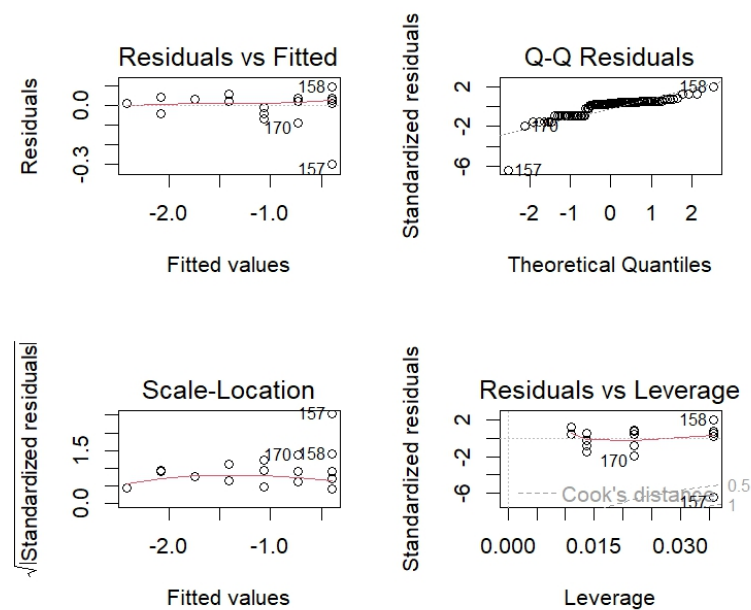 Residuals vs Fitted
Residuals
0.0
-0.3
158
170
157
-2.0
-1.0
Fitted values
Q-Q Residuals
Standardized residuals
2
-2
-6
158
170
157
-2
-1
0
1
2
Theoretical Quantiles
Scale-Location
√|Standardized residuals|
1.5
0.0
157
170
158
-2.0
-1.0
Fitted values
Residuals vs Leverage
Standardized residuals
2
-2
-6
158
170
157
Cook's distance
0.5
1
0.000
0.015
0.030
Leverage